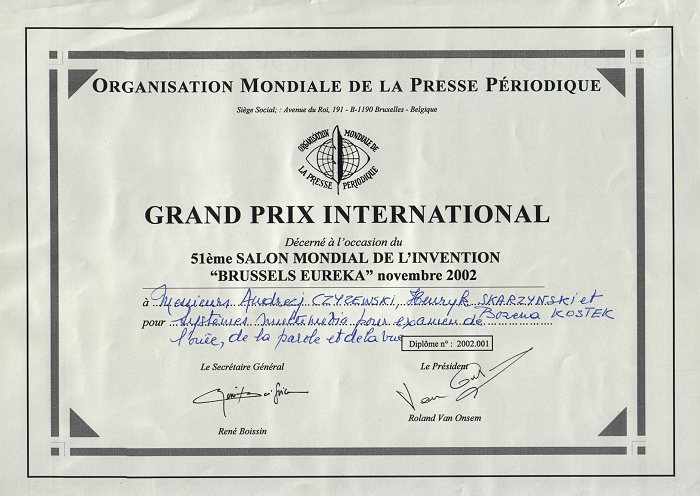 ORGANISATION MONDIALE DE LA PRESSE PÉRIODIQUE
Siège Social: : Avenue du Roi, 191 - B-1190 Bruxelles - Belgique
ORGANISATION MONDIALE DE
LA PRESSE PERIODIQUE
GRAND PRIX INTERNATIONAL
Décerné à l'occasion du
51ème SALON MONDIAL DE L'INVENTION
"BRUSSELS EUREKA" novembre 2002
à Messieurs Andrzej CZYZEWSKI, Henryk SKARZYNSKI et
Bozena KOSTEK
pour Systèmes multimedia pour examen de
l'ouïe, de la parole et de la vue
Diplôme n° : 2002.001
Le Secrétaire Général
Le Président
René Boissin
Roland Van Onsem